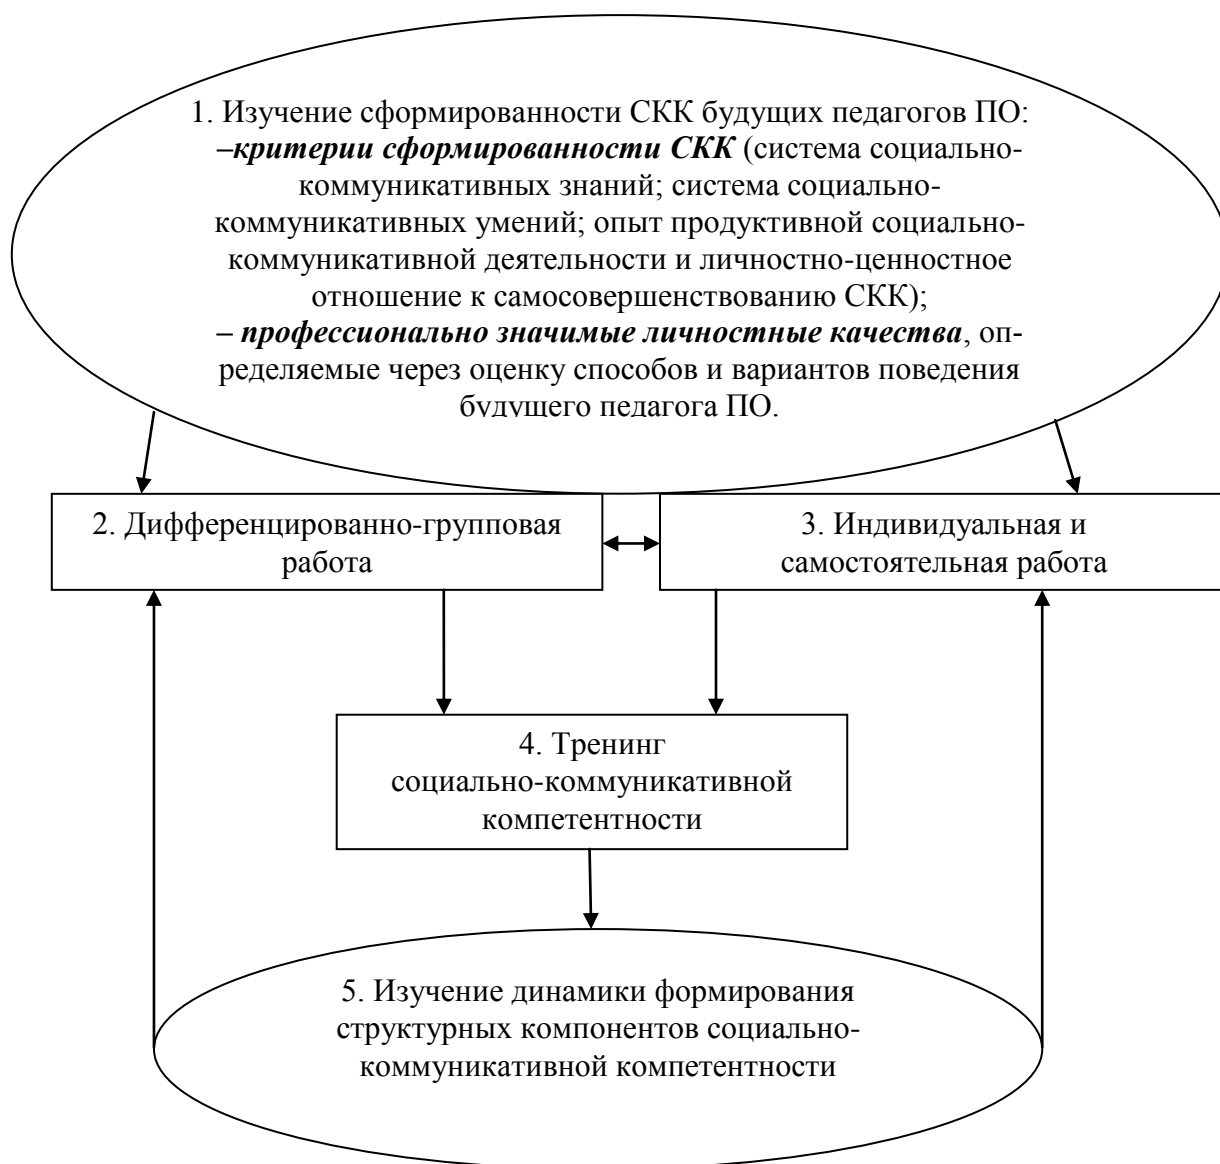 1. Изучение сформированности СКК будущих педагогов ПО:
–критерии сформированности СКК (система социально-
коммуникативных знаний; система социально-
коммуникативных умений; опыт продуктивной социально-
коммуникативной деятельности и личностно-ценностное
отношение к самосовершенствованию СКК);
– профессионально значимые личностные качества, оп-
ределяемые через оценку способов и вариантов поведения
будущего педагога ПО.
2. Дифференцированно-групповая
работа
3. Индивидуальная и
самостоятельная работа
4. Тренинг
социально-коммуникативной
компетентности
5. Изучение динамики формирования
структурных компонентов социально-
коммуникативной компетентности